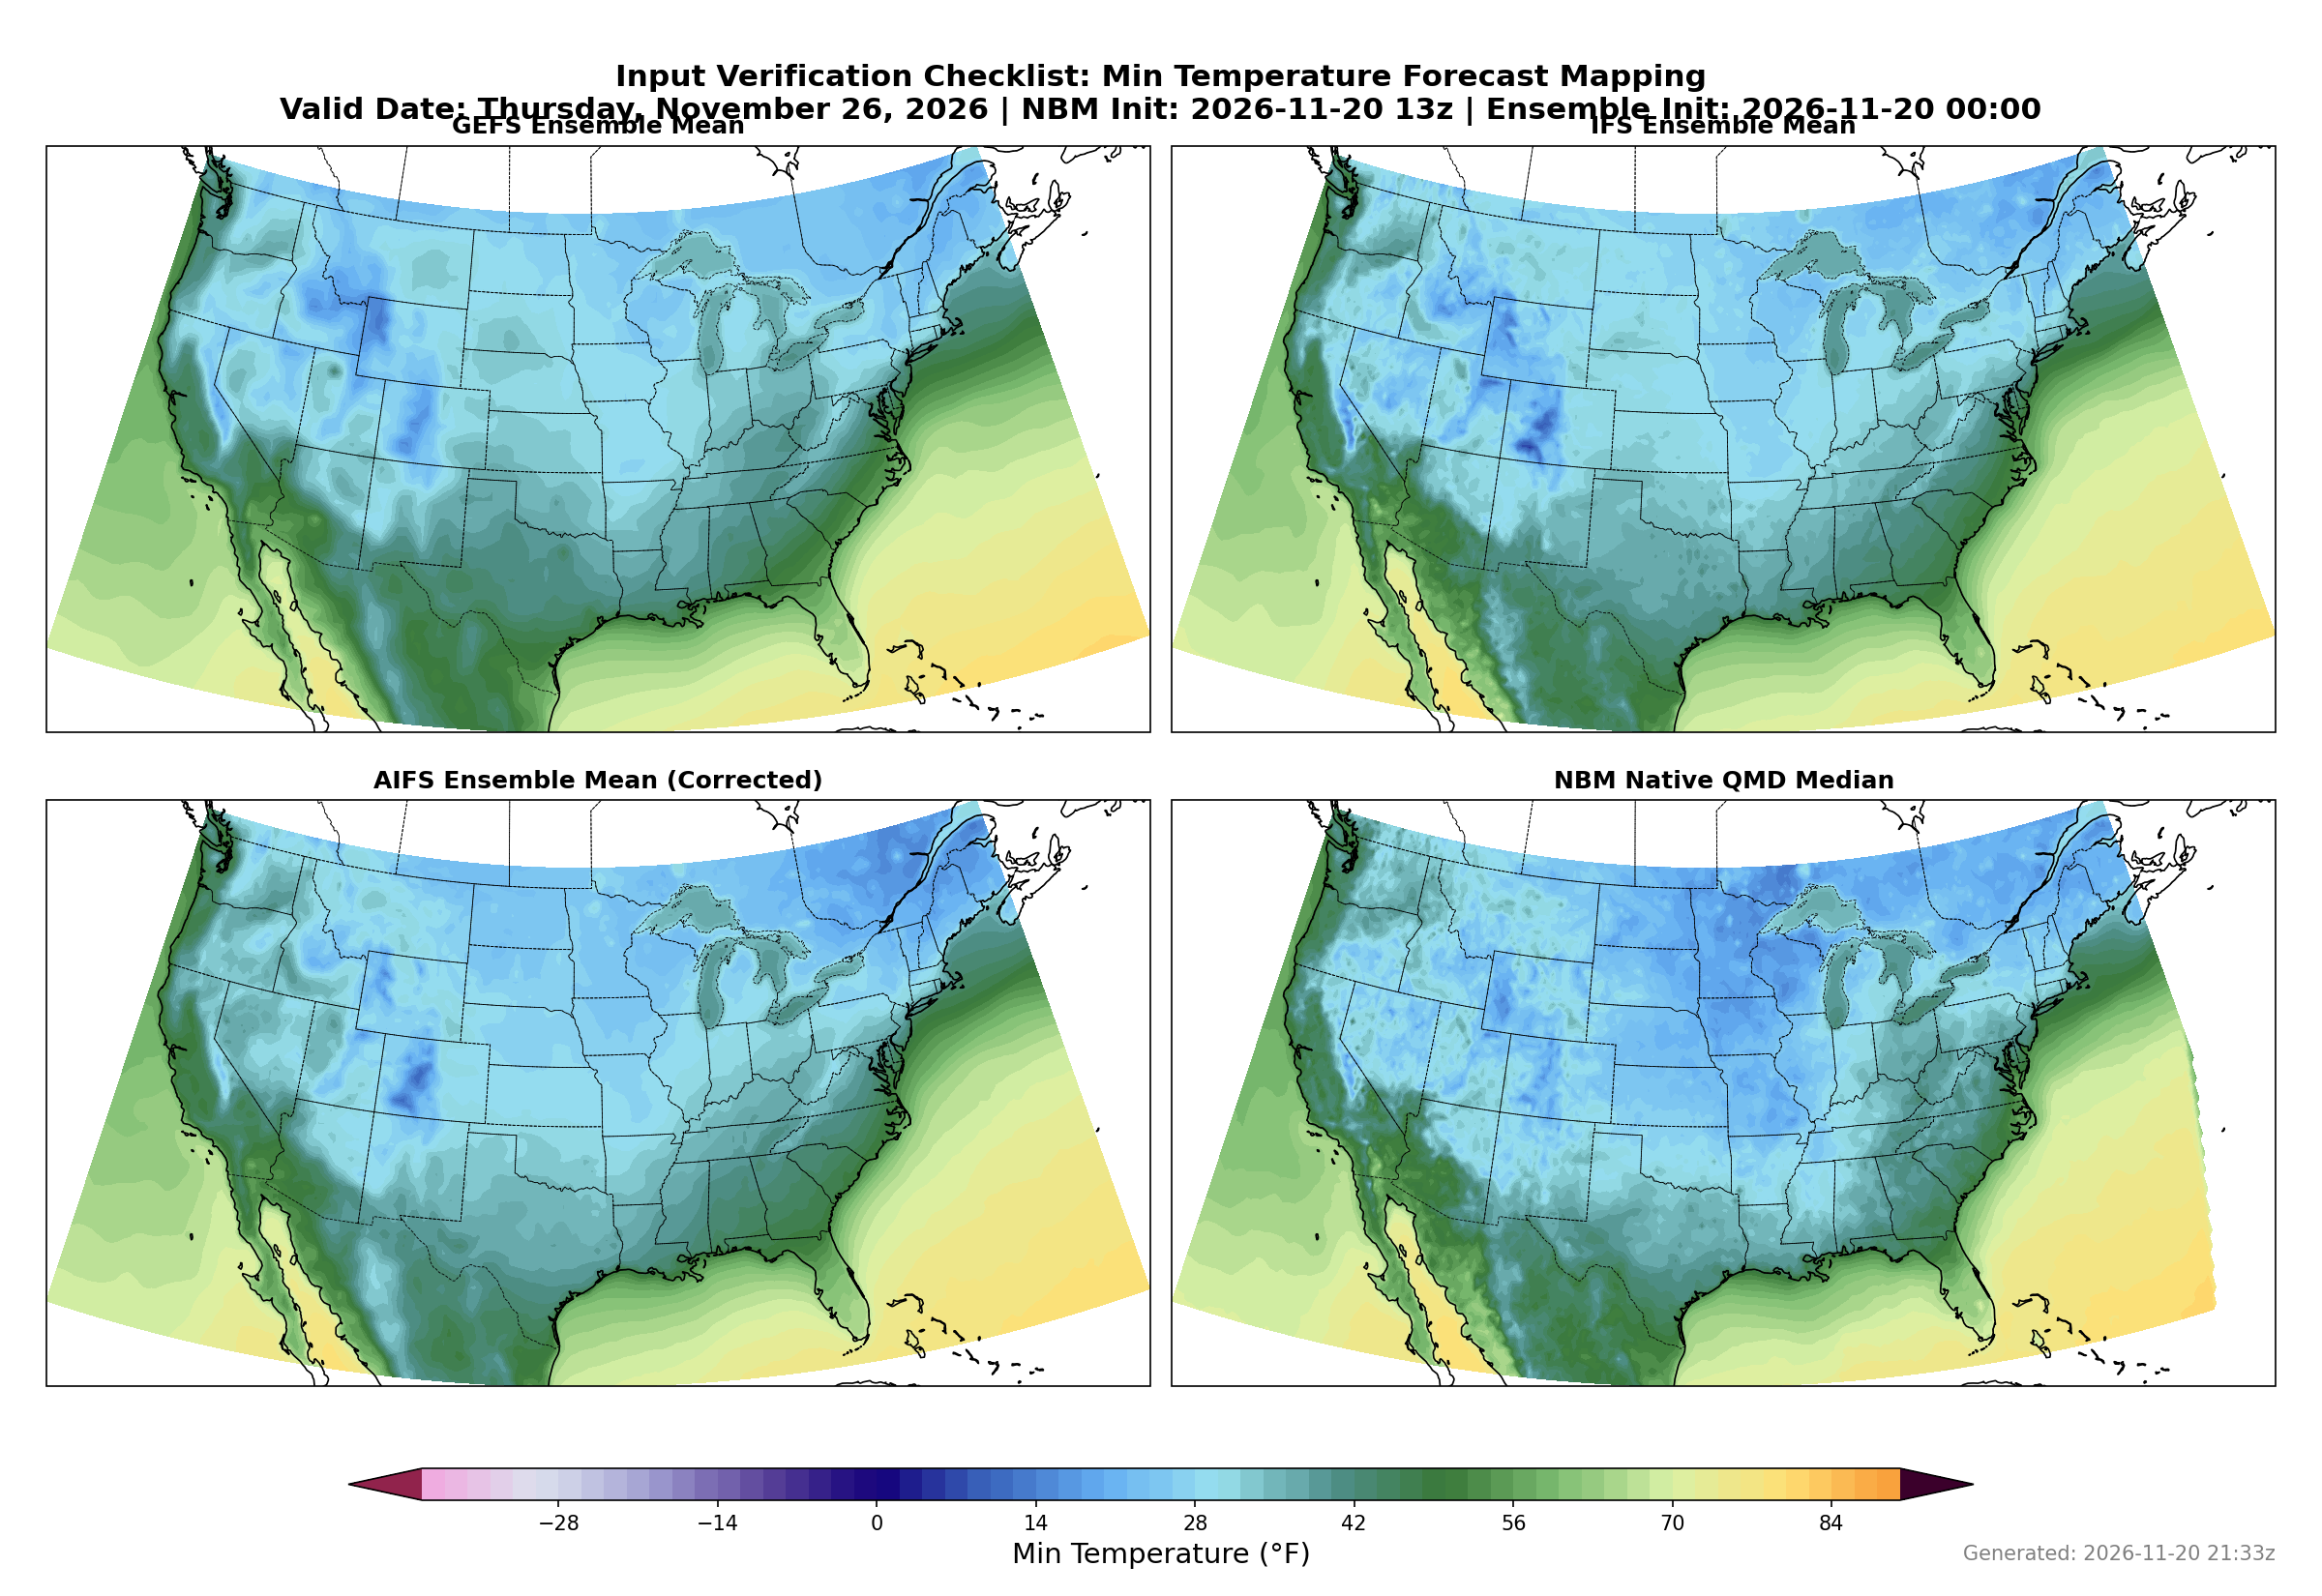 Input Verification Checklist: Min Temperature Forecast Mapping
Valid Date: Thursday, November 26, 2026 | NBM Init: 2026-11-20 13z | Ensemble Init: 2026-11-20 00:00
GEFS Ensemble Mean
IFS Ensemble Mean
AIFS Ensemble Mean (Corrected)
NBM Native QMD Median
−28 −14 0 14 28 42 56 70 84
Min Temperature (°F)
Generated: 2026-11-20 21:33z